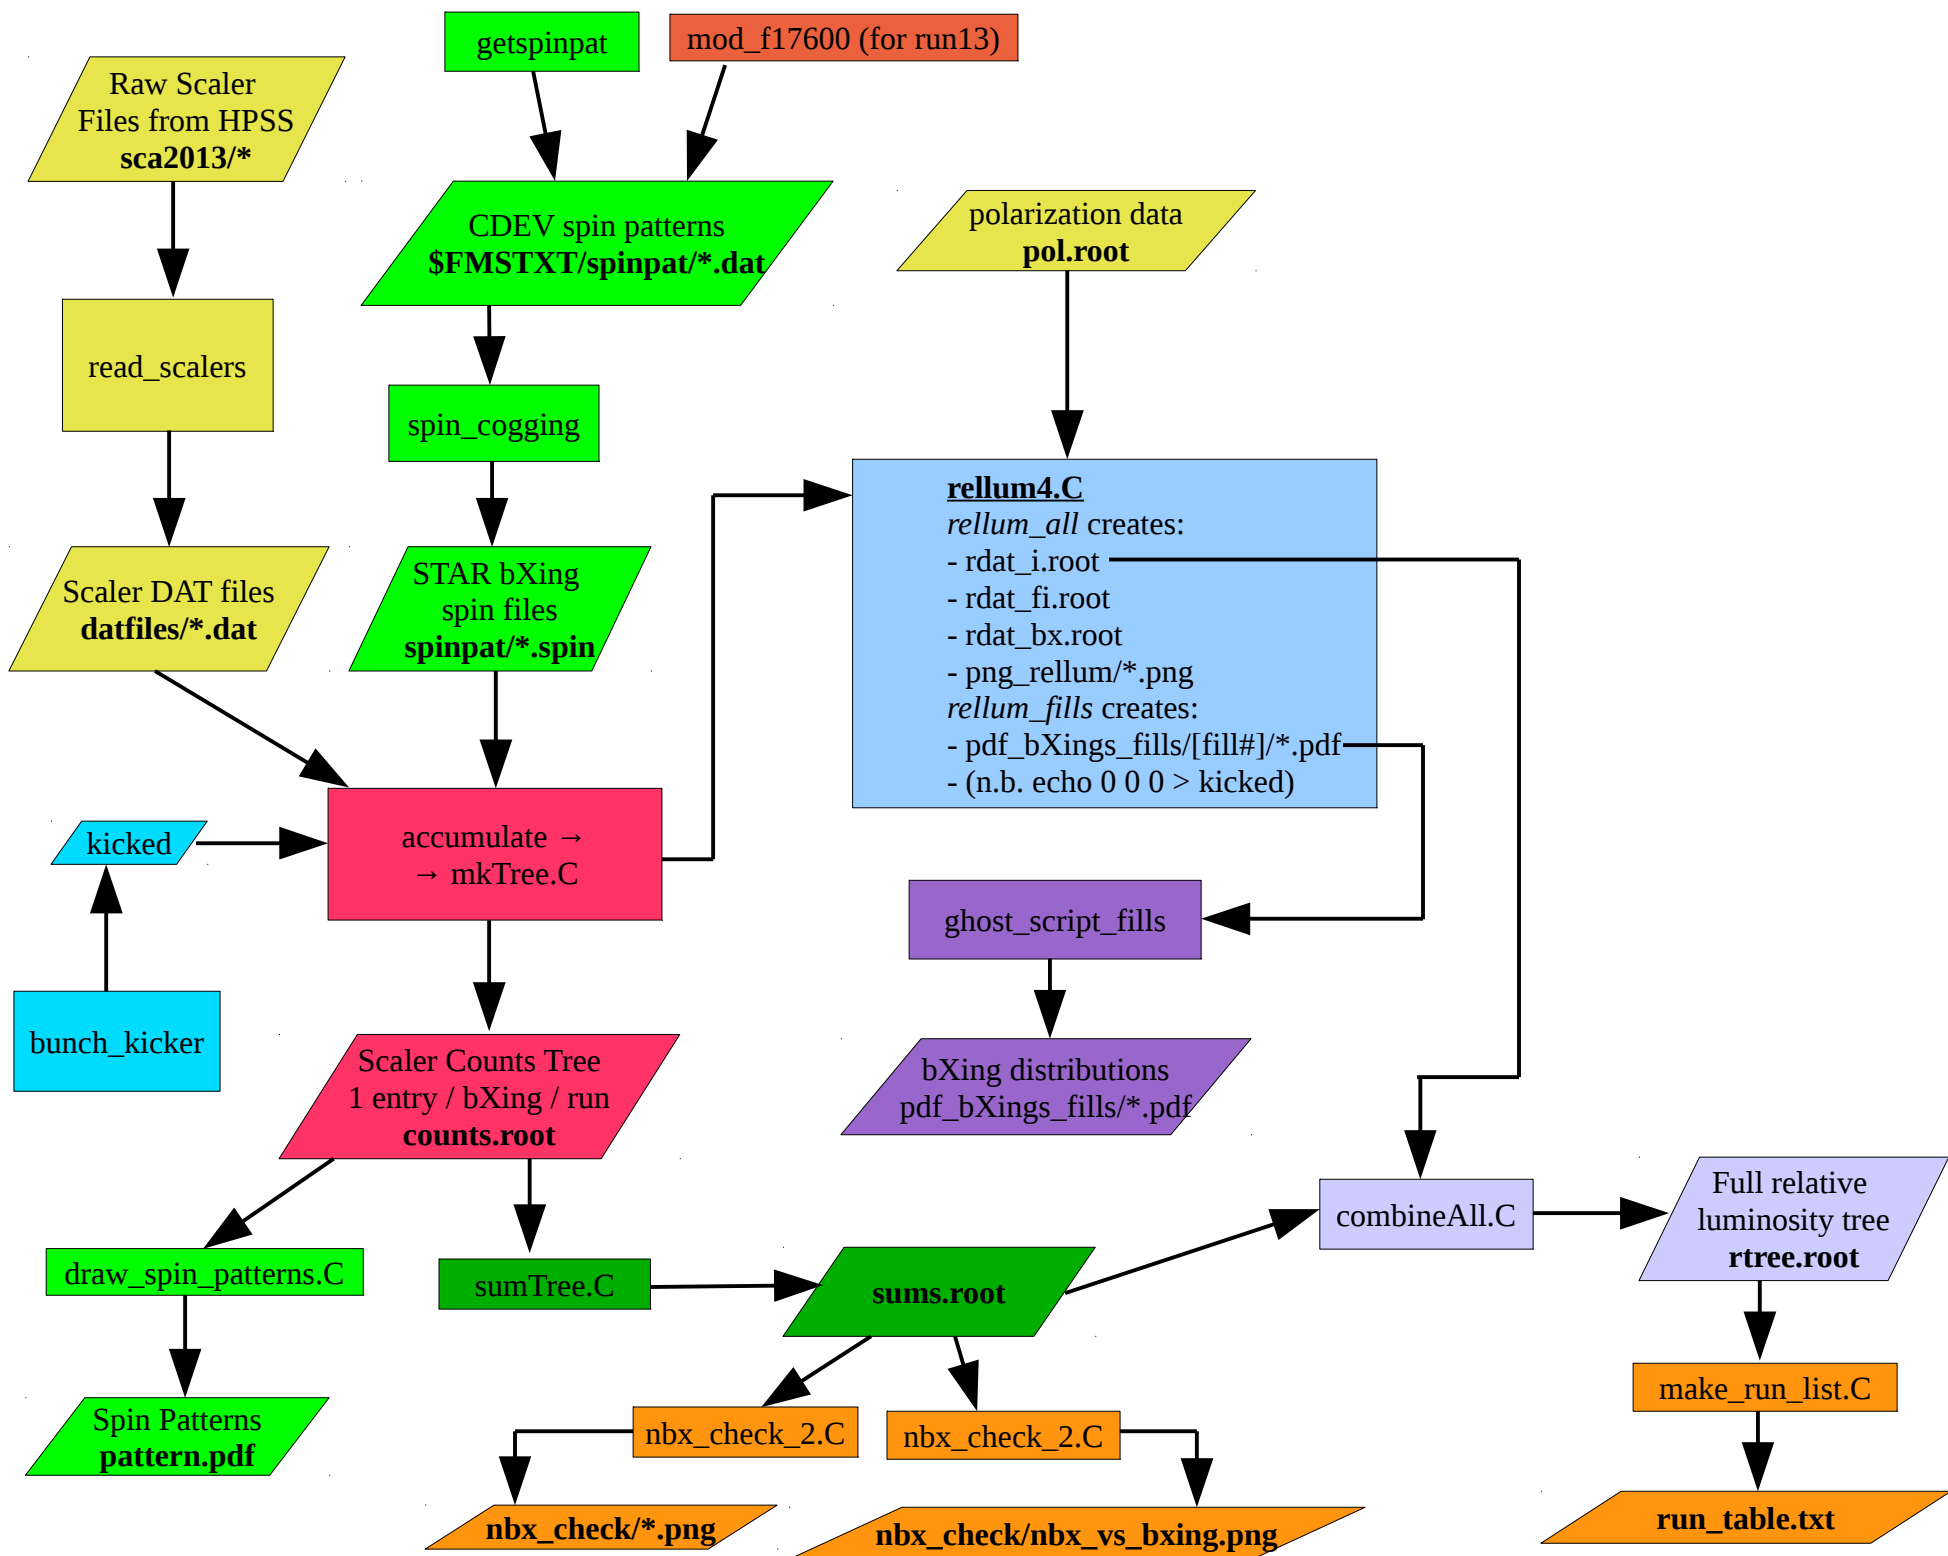 getspinpat
mod_f17600 (for run13)
Raw Scaler
Files from HPSS
sca2013/*
CDEV spin patterns
$FMSTXT/spinpat/*.dat
polarization data
pol.root
read_scalers
spin_cogging
rellum4.C
rellum_all creates:
- rdat_i.root
- rdat_fi.root
- rdat_bx.root
- png_rellum/*.png
rellum_fills creates:
- pdf_bXings_fills/[fill#]/*.pdf
- (n.b. echo 0 0 0 > kicked)
Scaler DAT files
datfiles/*.dat
STAR bXing
spin files
spinpat/*.spin
kicked
accumulate →
→ mkTree.C
ghost_script_fills
bunch_kicker
Scaler Counts Tree
1 entry / bXing / run
counts.root
bXing distributions
pdf_bXings_fills/*.pdf
combineAll.C
Full relative
luminosity tree
rtree.root
draw_spin_patterns.C
sumTree.C
sums.root
make_run_list.C
Spin Patterns
pattern.pdf
nbx_check_2.C
nbx_check_2.C
nbx_check/*.png
nbx_check/nbx_vs_bxing.png
run_table.txt